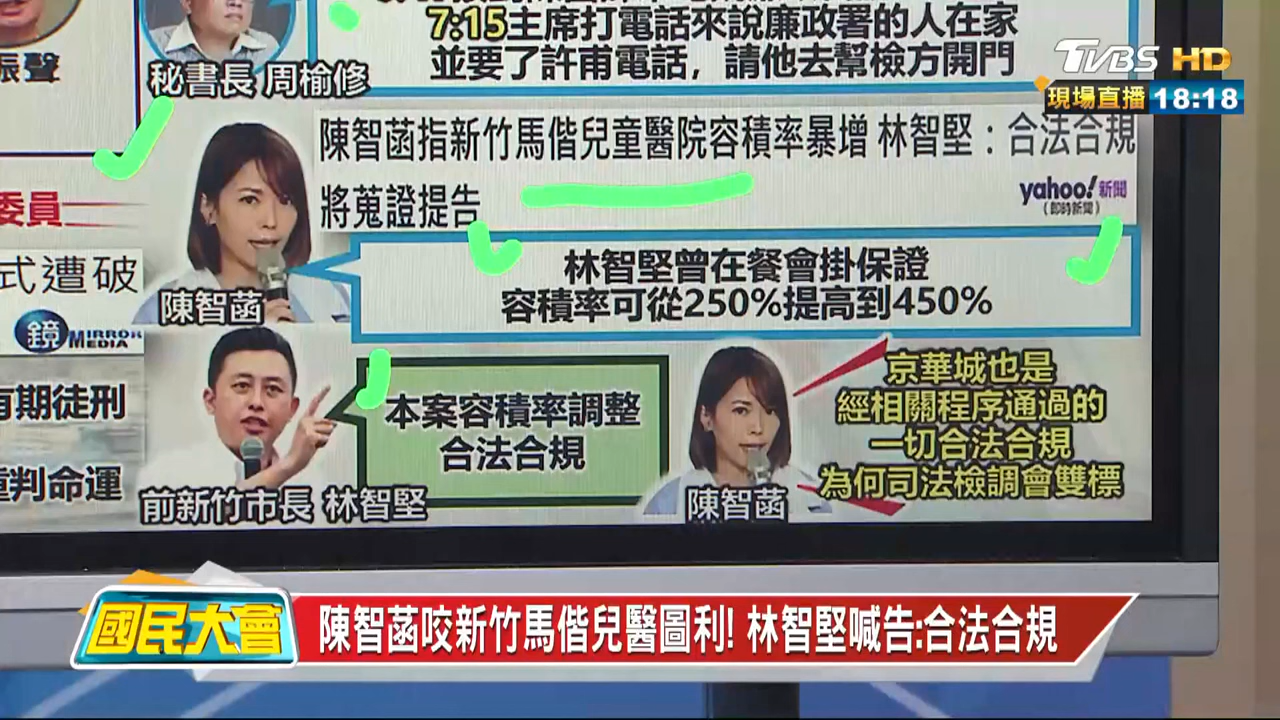 7:15主席打電話來說廉政署的人在家
並要了許甫電話，請他去幫檢方開門
TVBS HD
現場直播 18:18
振聲
秘書長 周榆修
陳智菡指新竹馬偕兒童醫院容積率暴增 林智堅：合法合規
將蒐證提告
yahoo!新聞
(即時新聞)
委員
式遭破
鏡 MIRROR MEDIA
林智堅曾在餐會掛保證
容積率可從250%提高到450%
陳智菡
有期徒刑
重判命運
本案容積率調整
合法合規
前新竹市長 林智堅
京華城也是
經相關程序通過的
一切合法合規
為何司法檢調會雙標
陳智菡
國民大會
陳智菡咬新竹馬偕兒醫圖利! 林智堅喊告:合法合規